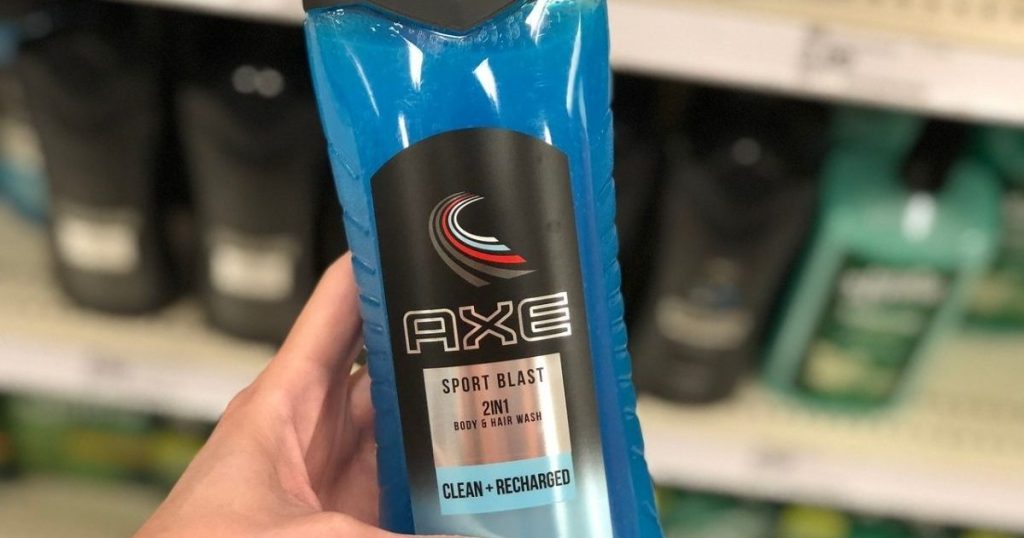 AXE
SPORT BLAST
2IN1
BODY & HAIR WASH
CLEAN + RECHARGED